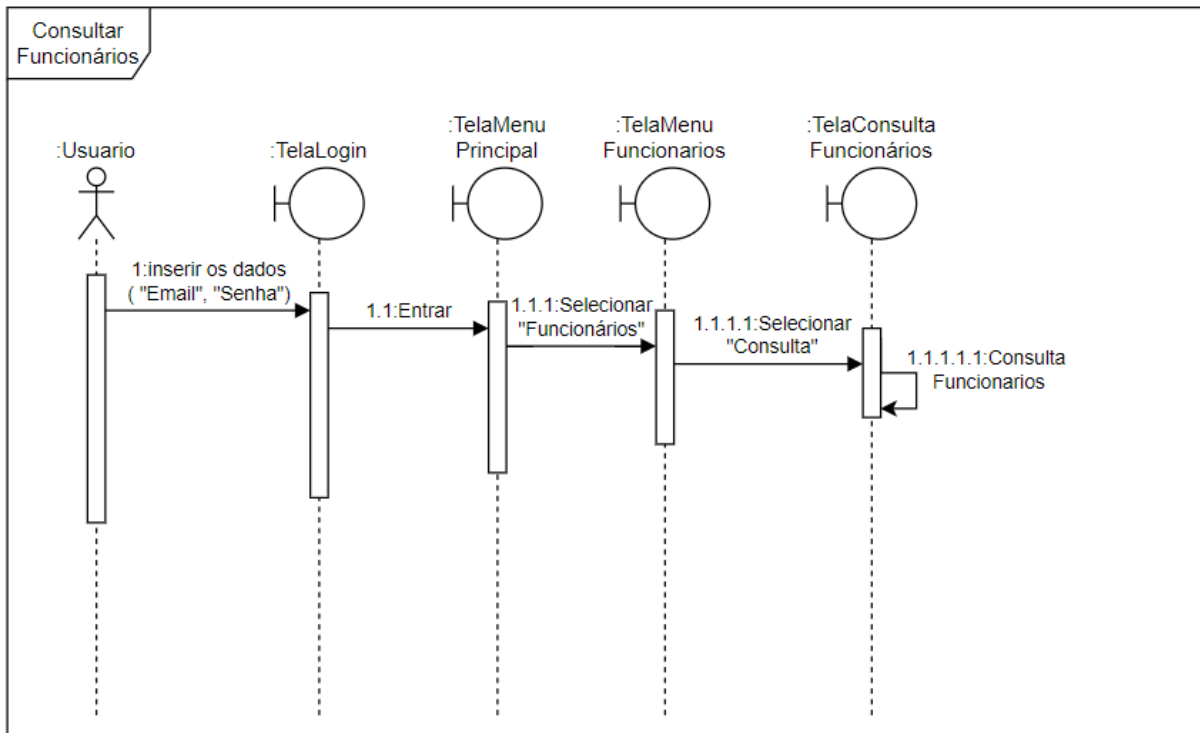 Consultar
Funcionários
:Usuario
:TelaLogin
:TelaMenu
Principal
:TelaMenu
Funcionarios
:TelaConsulta
Funcionários
1:inserir os dados
( "Email", "Senha")
1.1:Entrar
1.1.1:Selecionar
"Funcionários"
1.1.1.1:Selecionar
"Consulta"
1.1.1.1.1:Consulta
Funcionarios